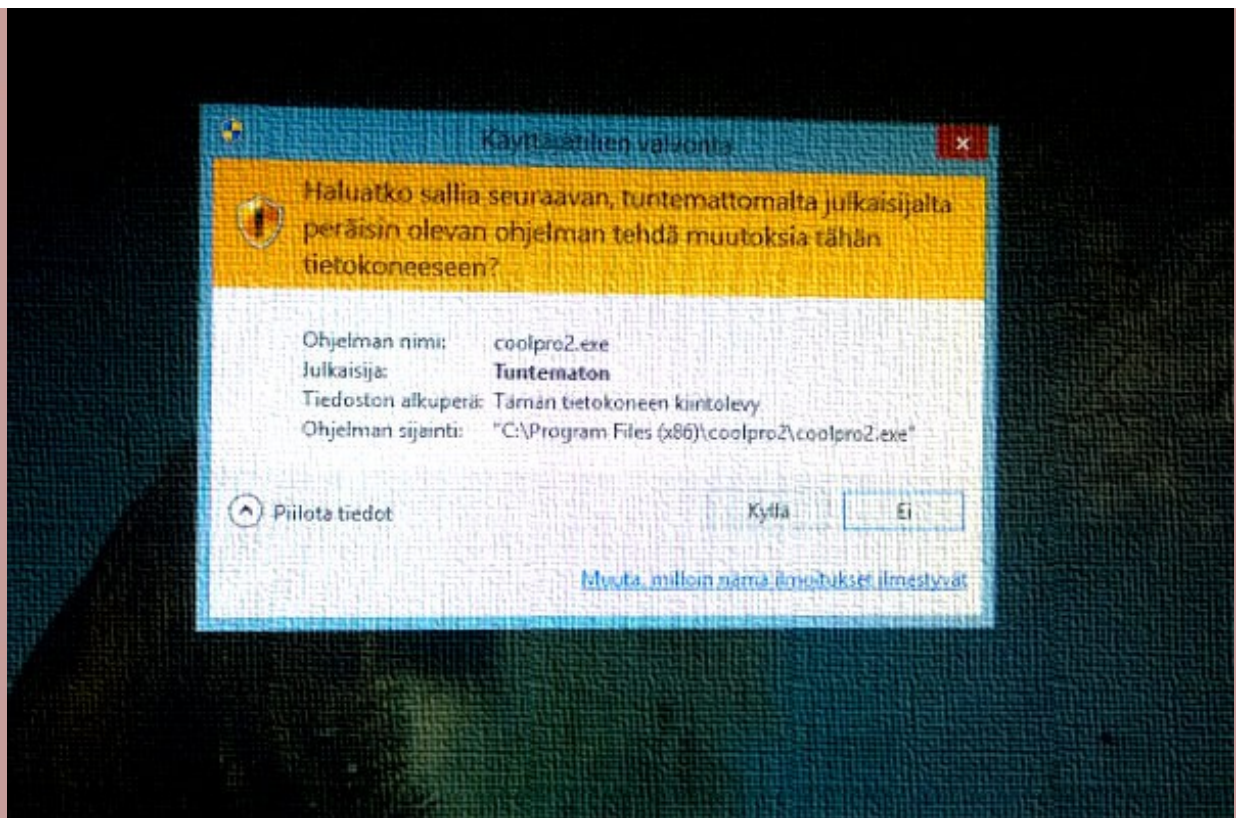 Käyttäjätilien valvonta
Haluatko sallia seuraavan, tuntemattomalta julkaisijalta
peräisin olevan ohjelman tehdä muutoksia tähän
tietokoneeseen?
Ohjelman nimi: coolpro2.exe
Julkaisija: Tuntematon
Tiedoston alkuperä: Tämän tietokoneen kiintolevy
Ohjelman sijainti: "C:\Program Files (x86)\coolpro2\coolpro2.exe"
Piilota tiedot
Kyllä
Ei
Muuta, milloin nämä ilmoitukset ilmestyvät